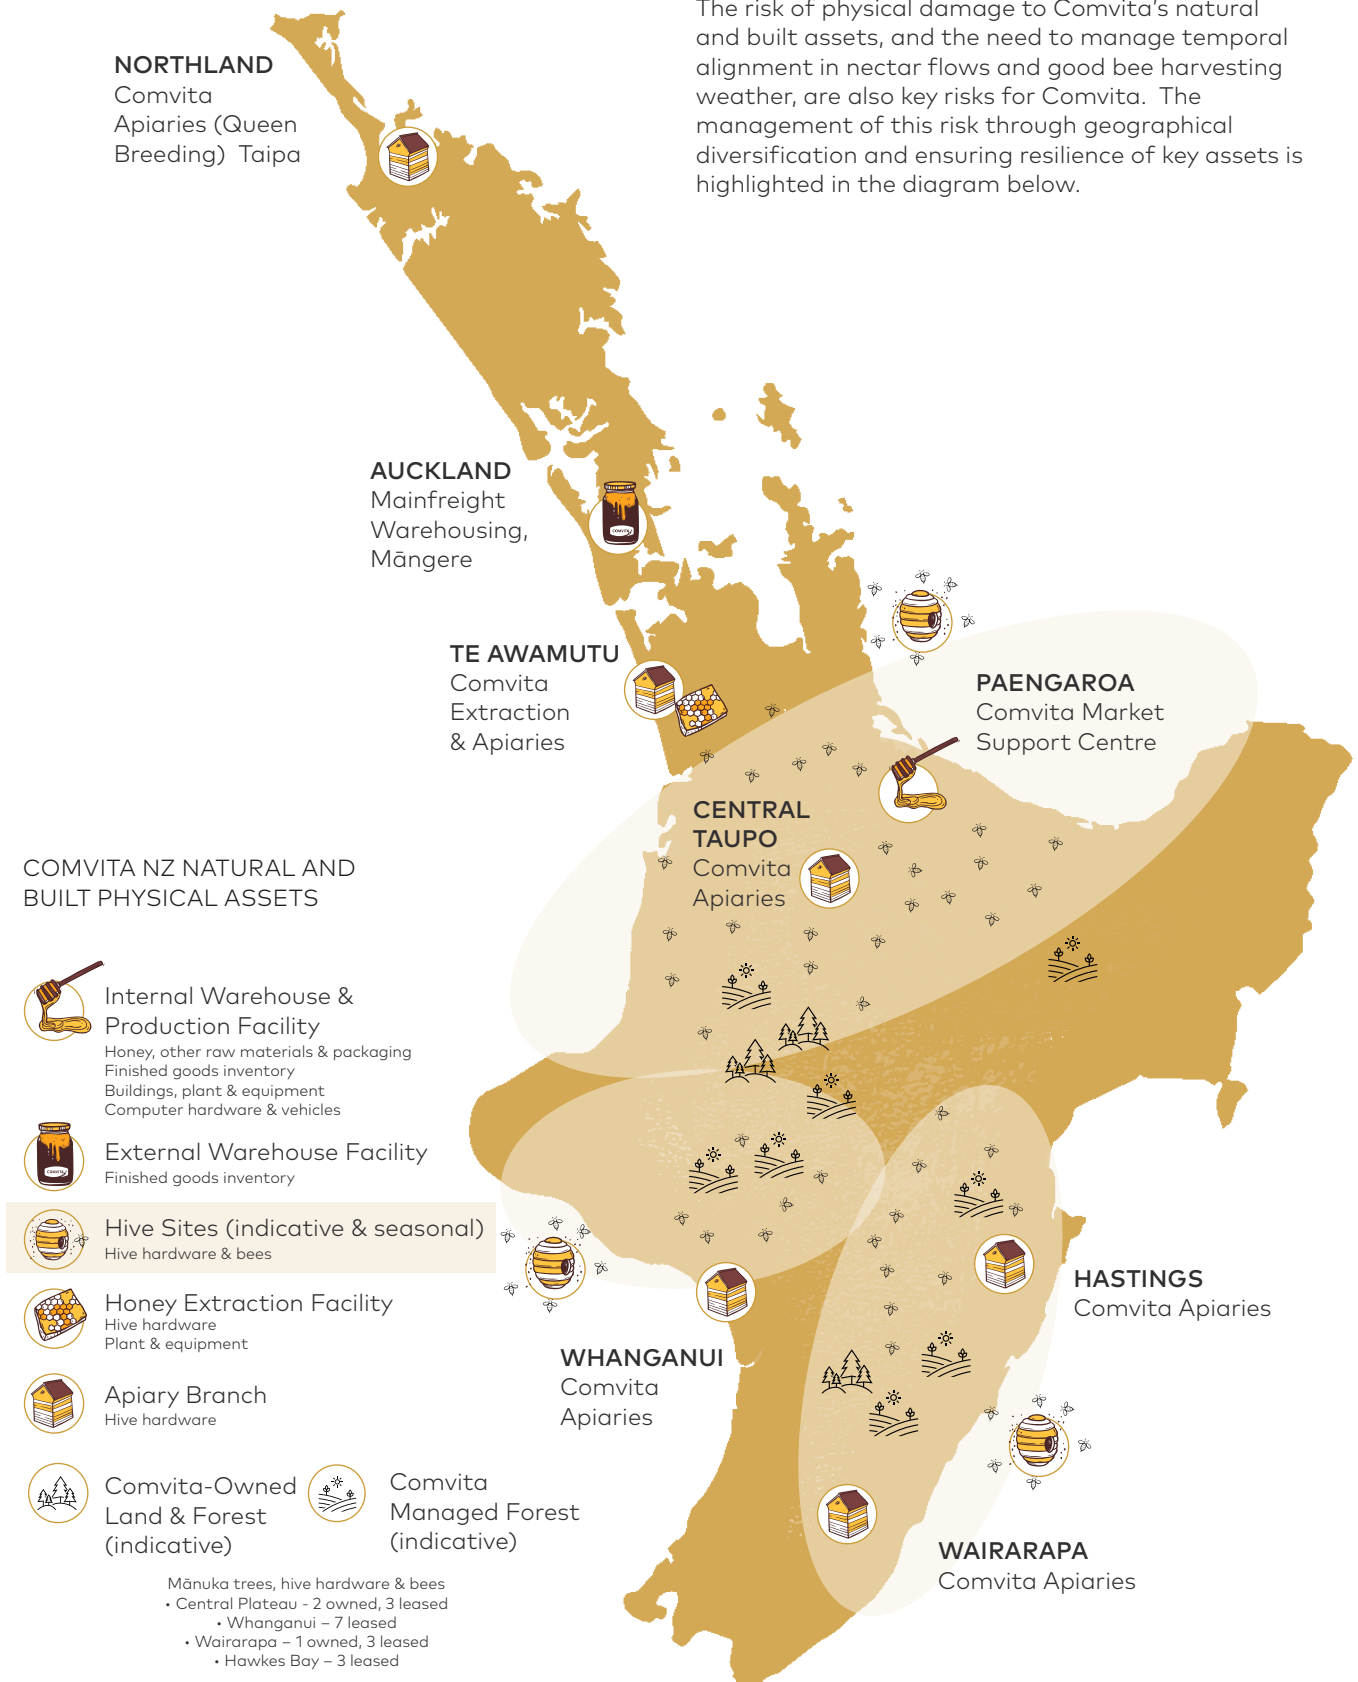 The risk of physical damage to Comvita's natural
and built assets, and the need to manage temporal
alignment in nectar flows and good bee harvesting
weather, are also key risks for Comvita.  The
management of this risk through geographical
diversification and ensuring resilience of key assets is
highlighted in the diagram below.
NORTHLAND
Comvita
Apiaries (Queen
Breeding)  Taipa
AUCKLAND
Mainfreight
Warehousing,
Māngere
COMVITA
TE AWAMUTU
Comvita
Extraction
& Apiaries
PAENGAROA
Comvita Market
Support Centre
CENTRAL
TAUPO
Comvita
Apiaries
HASTINGS
Comvita Apiaries
WHANGANUI
Comvita
Apiaries
WAIRARAPA
Comvita Apiaries
COMVITA NZ NATURAL AND
BUILT PHYSICAL ASSETS
Internal Warehouse &
Production Facility
Honey, other raw materials & packaging
Finished goods inventory
Buildings, plant & equipment
Computer hardware & vehicles
COMVITA
External Warehouse Facility
Finished goods inventory
Hive Sites (indicative & seasonal)
Hive hardware & bees
Honey Extraction Facility
Hive hardware
Plant & equipment
Apiary Branch
Hive hardware
Comvita-Owned
Land & Forest
(indicative)
Comvita
Managed Forest
(indicative)
Mānuka trees, hive hardware & bees
• Central Plateau - 2 owned, 3 leased
• Whanganui – 7 leased
• Wairarapa – 1 owned, 3 leased
• Hawkes Bay – 3 leased